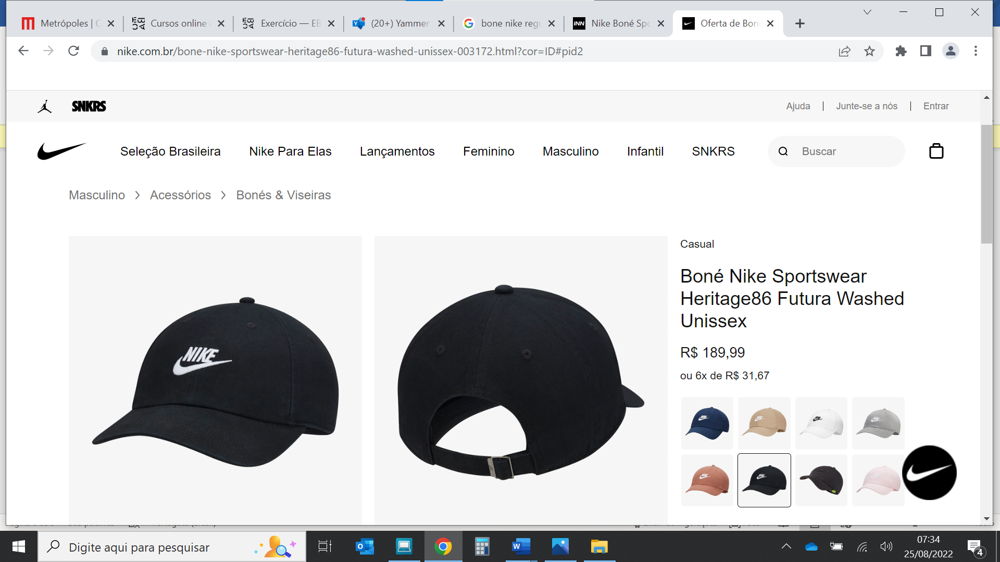 Metrópoles |
Cursos online
Exercício — EB
(20+) Yammer
bone nike regu
Nike Boné Spo
Oferta de Bon
nike.com.br/bone-nike-sportswear-heritage86-futura-washed-unissex-003172.html?cor=ID#pid2
SNKRS
Ajuda
Junte-se a nós
Entrar
Seleção Brasileira
Nike Para Elas
Lançamentos
Feminino
Masculino
Infantil
SNKRS
Buscar
Masculino > Acessórios > Bonés & Viseiras
NIKE
Casual
Boné Nike Sportswear
Heritage86 Futura Washed
Unissex
R$ 189,99
ou 6x de R$ 31,67
Digite aqui para pesquisar
07:34
25/08/2022
4